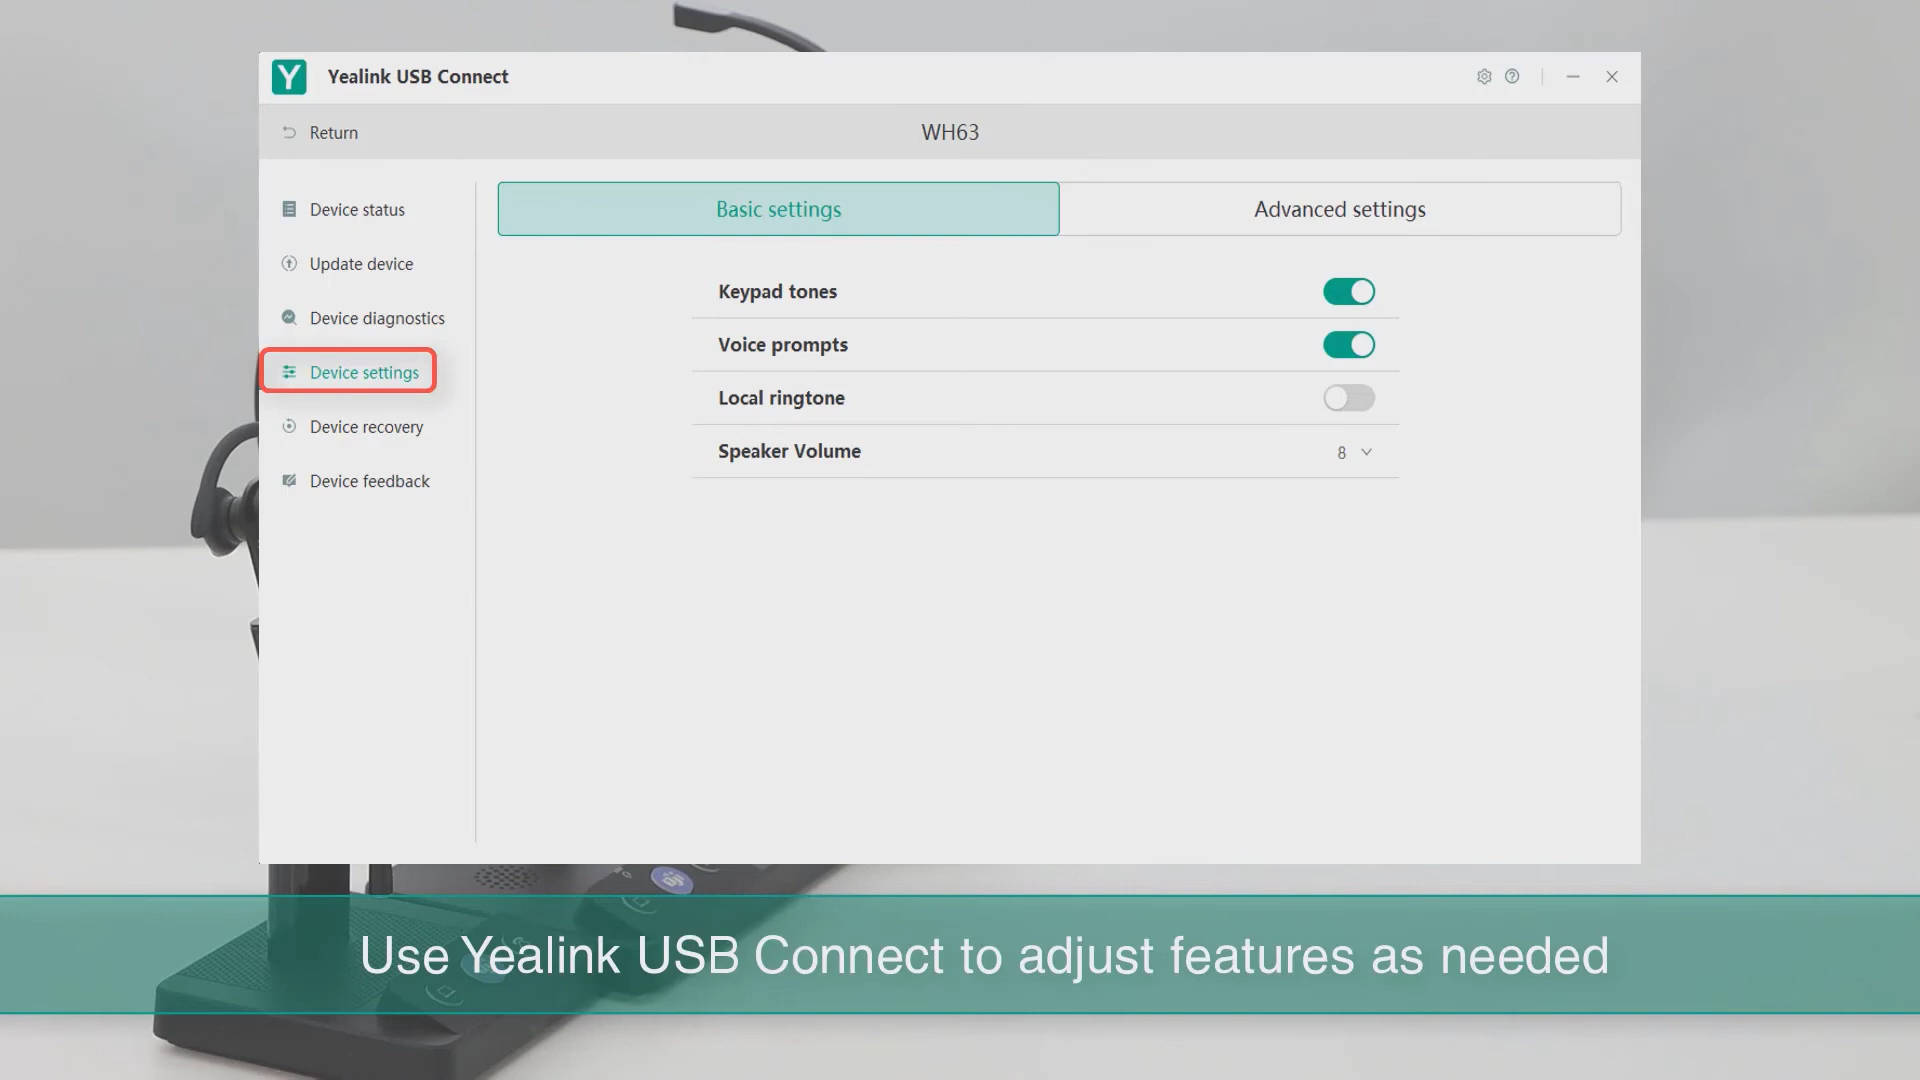 Y
Yealink USB Connect
Return
WH63
Device status
Update device
Device diagnostics
Device settings
Device recovery
Device feedback
Basic settings
Advanced settings
Keypad tones
Voice prompts
Local ringtone
Speaker Volume
8
Use Yealink USB Connect to adjust features as needed